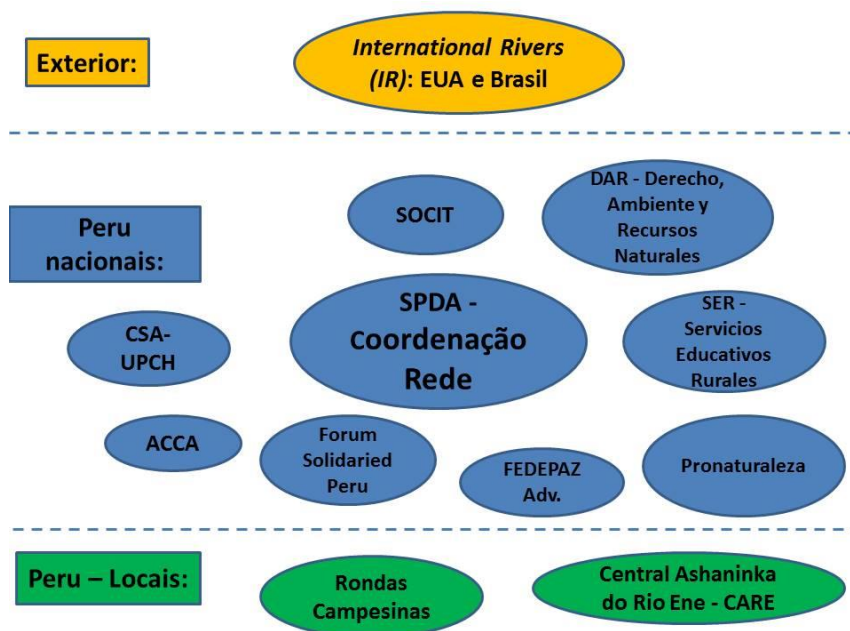 Exterior:
International Rivers
(IR): EUA e Brasil
Peru
nacionais:
SOCIT
DAR - Derecho,
Ambiente y
Recursos
Naturales
CSA-
UPCH
SPDA -
Coordenação
Rede
SER -
Servicios
Educativos
Rurales
ACCA
Forum
Solidaried
Peru
FEDEPAZ
Adv.
Pronaturaleza
Peru – Locais:
Rondas
Campesinas
Central Ashaninka
do Rio Ene - CARE